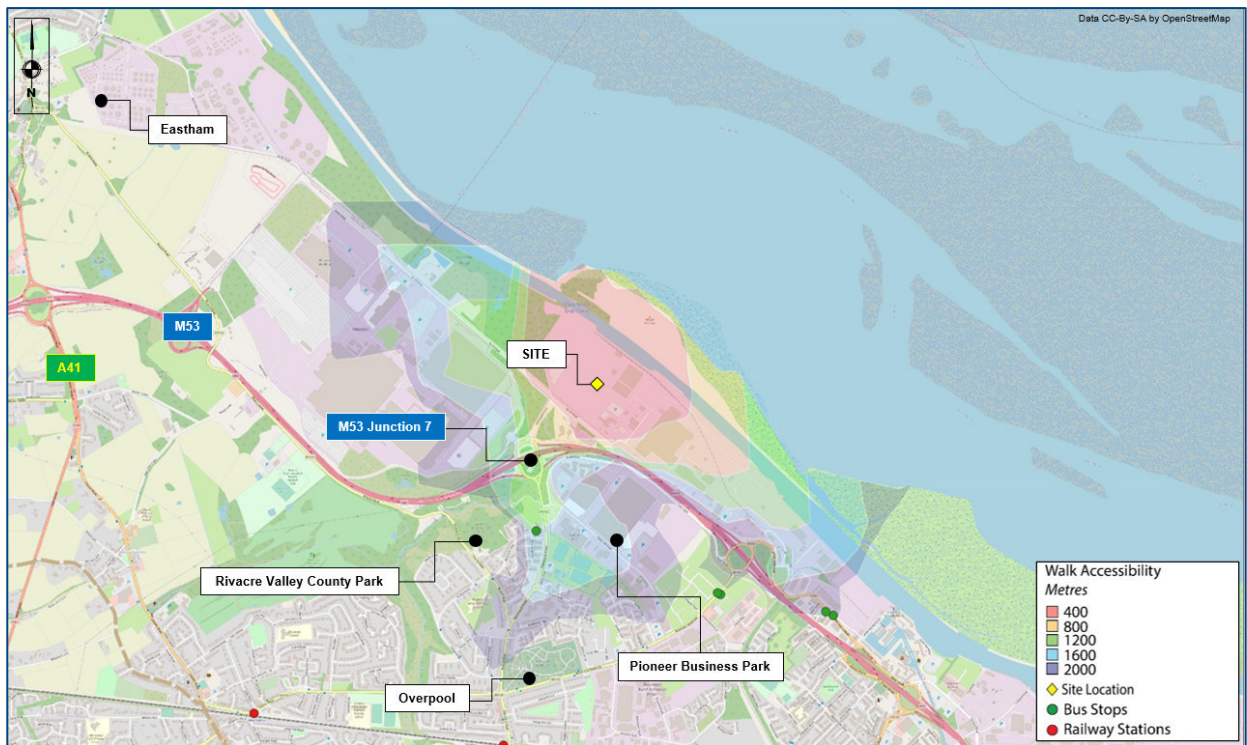 Data CC-By-SA by OpenStreetMap
N
Eastham
M53
A41
SITE
M53 Junction 7
Rivacre Valley County Park
Pioneer Business Park
Overpool
Walk Accessibility
Metres
400
800
1200
1600
2000
Site Location
Bus Stops
Railway Stations